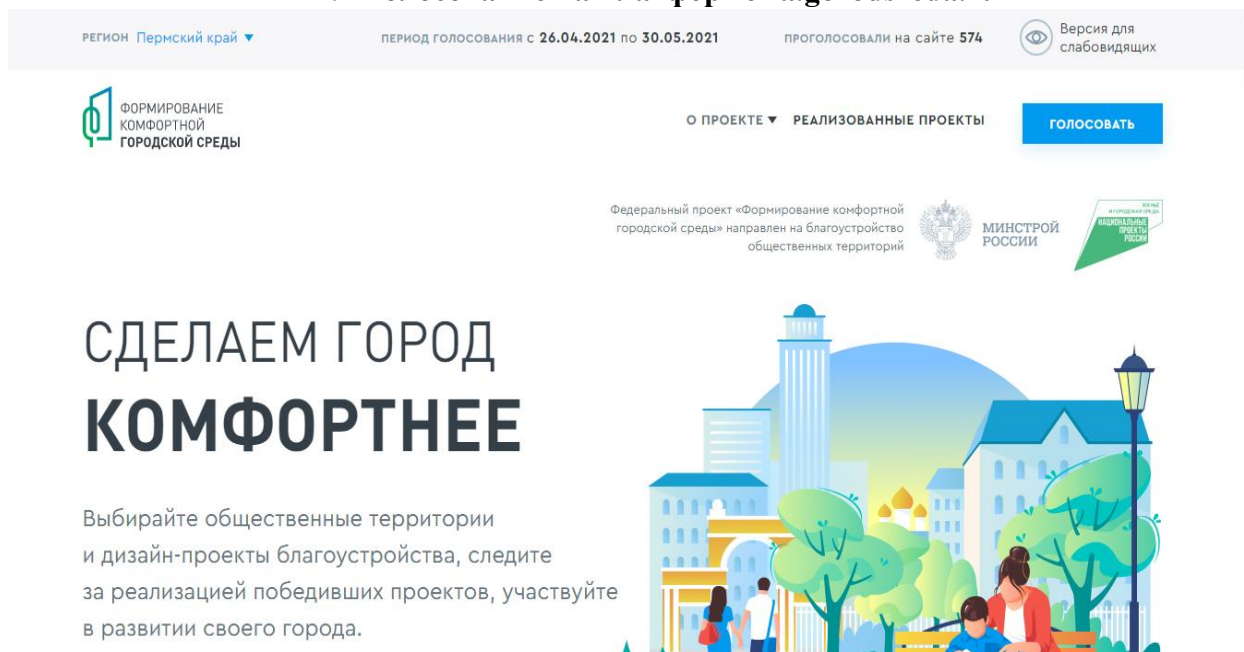 РЕГИОН Пермский край ▼
ПЕРИОД ГОЛОСОВАНИЯ с 26.04.2021 по 30.05.2021
ПРОГОЛОСОВАЛИ на сайте 574
Версия для
слабовидящих
ФОРМИРОВАНИЕ
КОМФОРТНОЙ
ГОРОДСКОЙ СРЕДЫ
О ПРОЕКТЕ ▼ РЕАЛИЗОВАННЫЕ ПРОЕКТЫ
ГОЛОСОВАТЬ
Федеральный проект «Формирование комфортной
городской среды» направлен на благоустройство
общественных территорий
МИНСТРОЙ
РОССИИ
ЖИЛЬЕ
И ГОРОДСКАЯ СРЕДА
НАЦИОНАЛЬНЫЕ
ПРОЕКТЫ
РОССИИ
СДЕЛАЕМ ГОРОД
КОМФОРТНЕЕ
Выбирайте общественные территории
и дизайн-проекты благоустройства, следите
за реализацией победивших проектов, участвуйте
в развитии своего города.